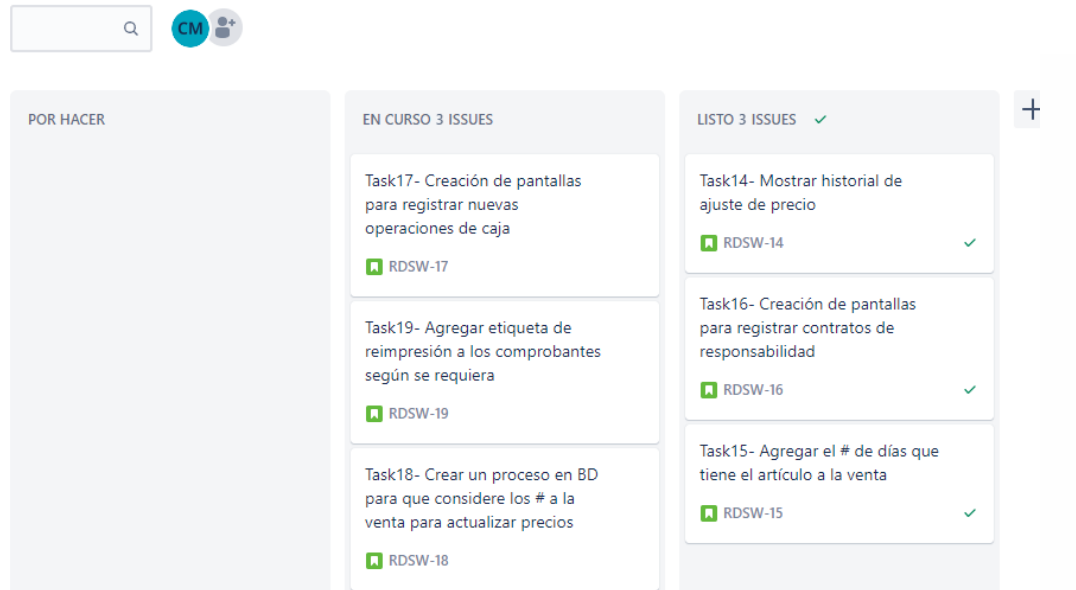 CM
POR HACER
EN CURSO 3 ISSUES
Task17- Creación de pantallas
para registrar nuevas
operaciones de caja
RDSW-17
Task19- Agregar etiqueta de
reimpresión a los comprobantes
según se requiera
RDSW-19
Task18- Crear un proceso en BD
para que considere los # a la
venta para actualizar precios
RDSW-18
LISTO 3 ISSUES
Task14- Mostrar historial de
ajuste de precio
RDSW-14
Task16- Creación de pantallas
para registrar contratos de
responsabilidad
RDSW-16
Task15- Agregar el # de días que
tiene el artículo a la venta
RDSW-15